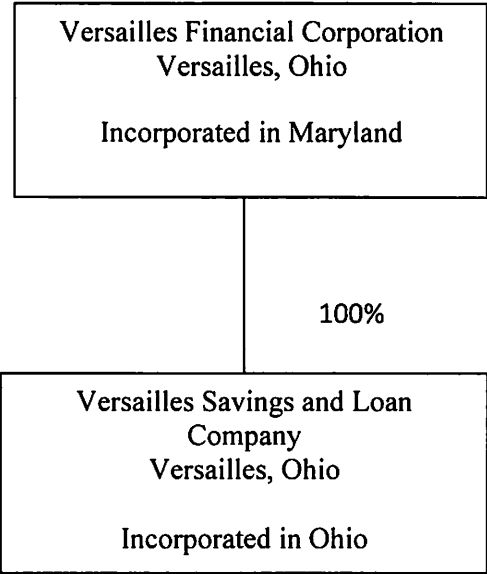 Versailles Financial Corporation
Versailles, Ohio
Incorporated in Maryland
100%
Versailles Savings and Loan
Company
Versailles, Ohio
Incorporated in Ohio